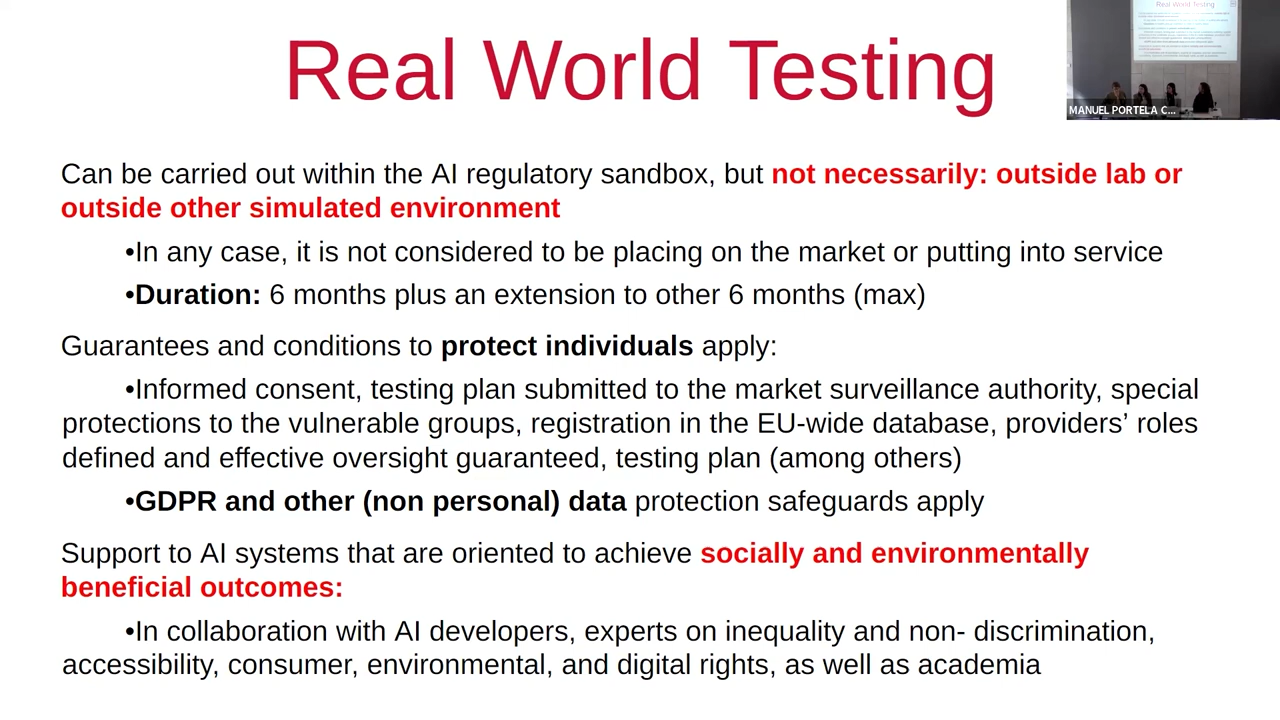 Real World Testing
Real World Testing
MANUEL PORTELA C...
Can be carried out within the AI regulatory sandbox, but not necessarily: outside lab or
outside other simulated environment
•In any case, it is not considered to be placing on the market or putting into service
•Duration: 6 months plus an extension to other 6 months (max)
Guarantees and conditions to protect individuals apply:
•Informed consent, testing plan submitted to the market surveillance authority, special
protections to the vulnerable groups, registration in the EU-wide database, providers’ roles
defined and effective oversight guaranteed, testing plan (among others)
•GDPR and other (non personal) data protection safeguards apply
Support to AI systems that are oriented to achieve socially and environmentally
beneficial outcomes:
•In collaboration with AI developers, experts on inequality and non- discrimination,
accessibility, consumer, environmental, and digital rights, as well as academia